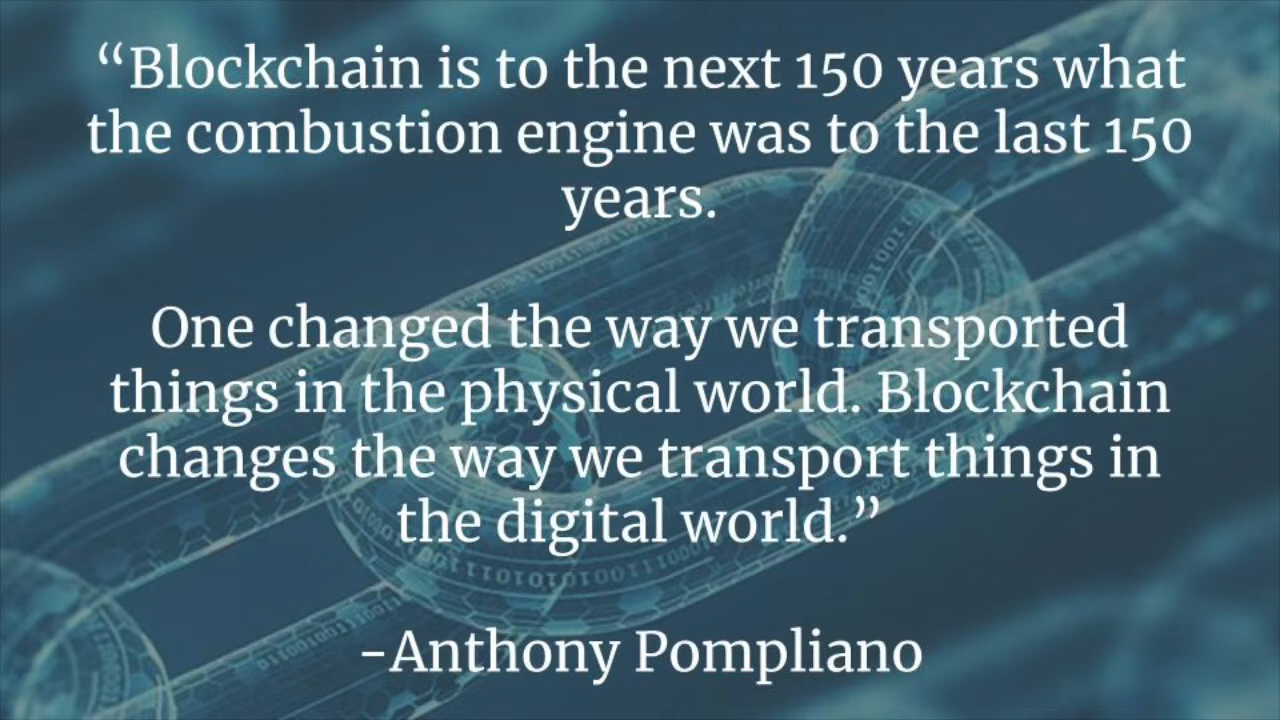 “Blockchain is to the next 150 years what
the combustion engine was to the last 150
years.
One changed the way we transported
things in the physical world. Blockchain
changes the way we transport things in
the digital world.”
-Anthony Pompliano